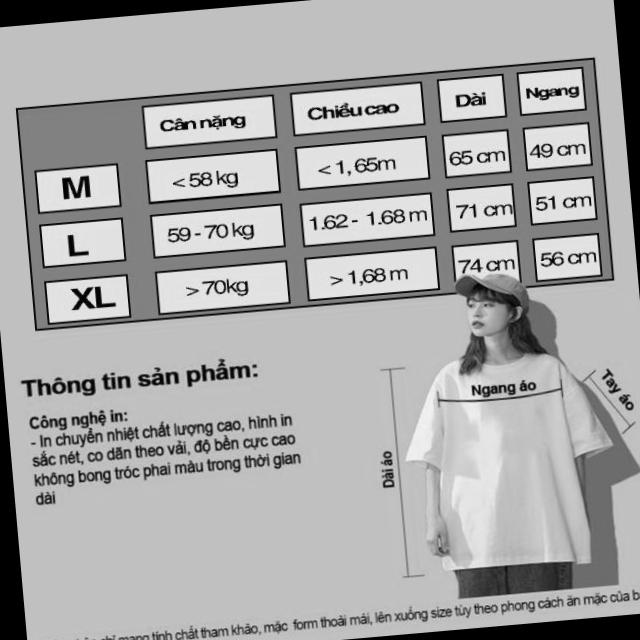 Cân nặng Chiều cao Dài Ngang
M < 58 kg < 1, 65m 65 cm 49 cm
L 59 - 70 kg 1.62 - 1.68 m 71 cm 51 cm
XL > 70kg > 1,68 m 74 cm 56 cm
Thông tin sản phẩm:
Công nghệ in:
- In chuyển nhiệt chất lượng cao, hình in
sắc nét, co dãn theo vải, độ bền cực cao
không bong tróc phai màu trong thời gian
dài
Ngang áo
Tay áo
Dài áo
mang tính chất tham khảo, mặc form thoải mái, lên xuống size tùy theo phong cách ăn mặc của